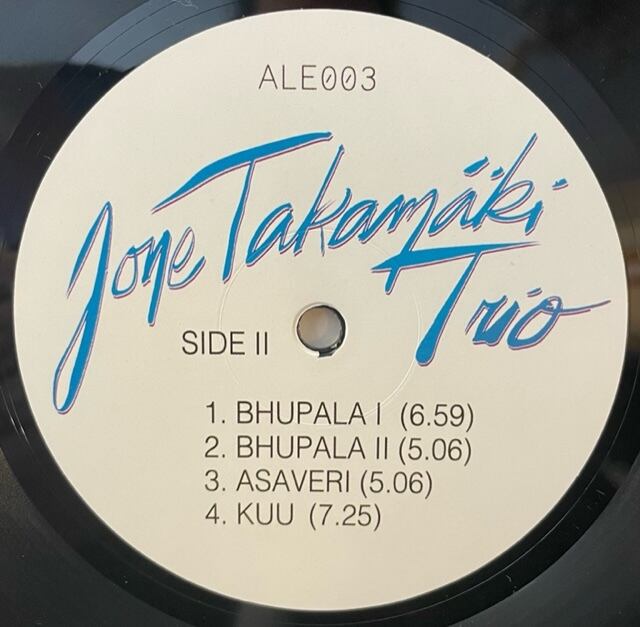 ALE003
Jone Takamäki
Trio
SIDE II
1. BHUPALA I (6.59)
2. BHUPALA II (5.06)
3. ASAVERI (5.06)
4. KUU (7.25)